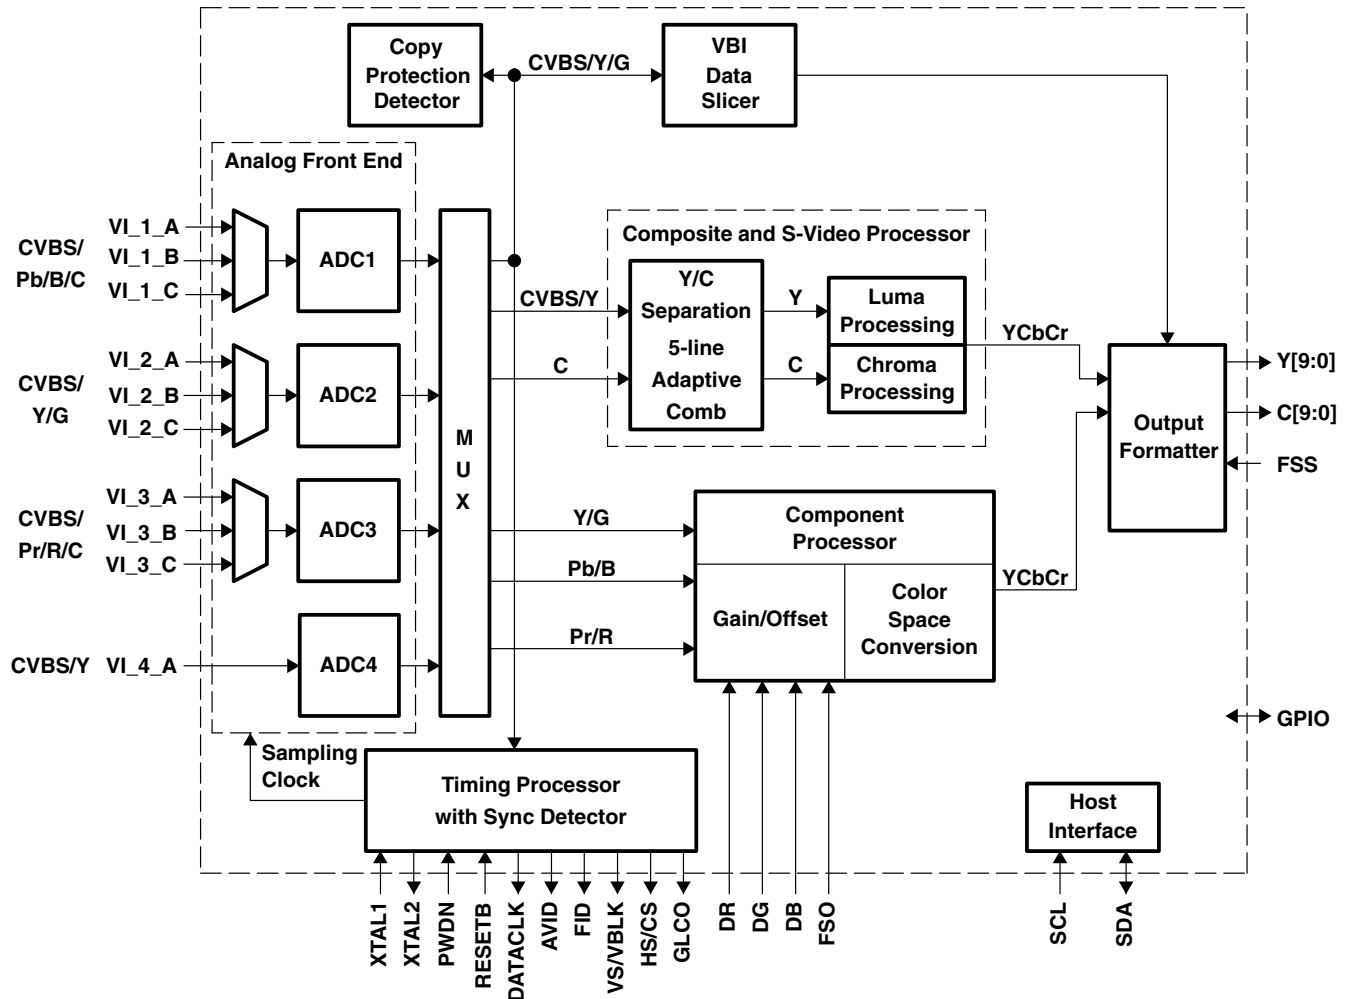 Copy
Protection
Detector
CVBS/Y/G
VBI
Data
Slicer
Analog Front End
CVBS/
Pb/B/C
VI_1_A
VI_1_B
VI_1_C
ADC1
CVBS/
Y/G
VI_2_A
VI_2_B
VI_2_C
ADC2
CVBS/
Pr/R/C
VI_3_A
VI_3_B
VI_3_C
ADC3
CVBS/Y
VI_4_A
ADC4
M
U
X
Composite and S-Video Processor
CVBS/Y
C
Y/C
Separation
5-line
Adaptive
Comb
Y
C
Luma
Processing
Chroma
Processing
YCbCr
Y/G
Pb/B
Pr/R
Component
Processor
Gain/Offset
Color
Space
Conversion
YCbCr
Output
Formatter
Y[9:0]
C[9:0]
FSS
GPIO
Sampling
Clock
Timing Processor
with Sync Detector
Host
Interface
XTAL1
XTAL2
PWDN
RESETB
DATACLK
AVID
FID
VS/VBLK
HS/CS
GLCO
DR
DG
DB
FSO
SCL
SDA